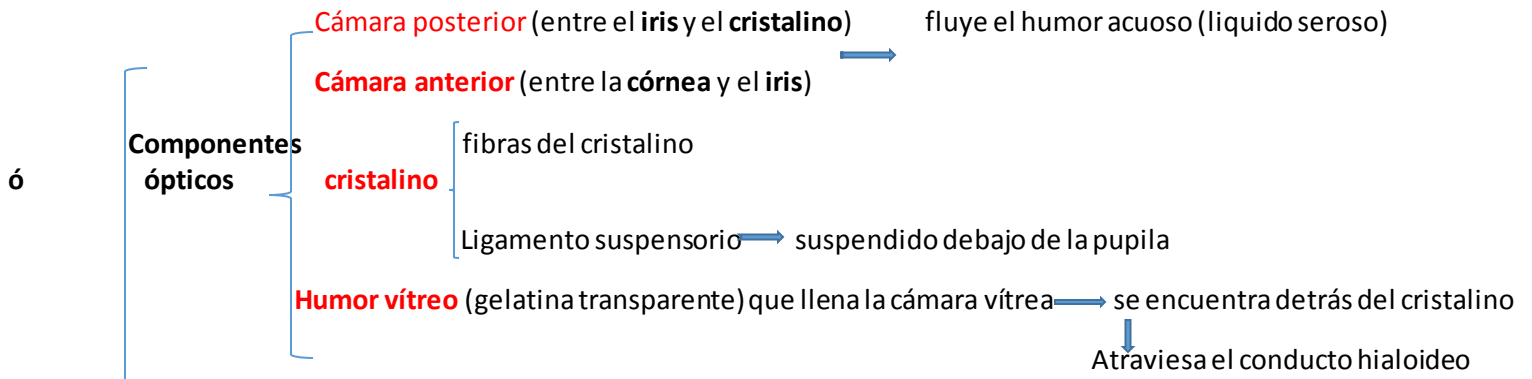 Cámara posterior (entre el iris y el cristalino) fluye el humor acuoso (liquido seroso)
Cámara anterior (entre la córnea y el iris)
Componentes fibras del cristalino
ó ópticos cristalino
Ligamento suspensorio suspendido debajo de la pupila
Humor vítreo (gelatina transparente) que llena la cámara vítrea se encuentra detrás del cristalino
Atraviesa el conducto hialoideo